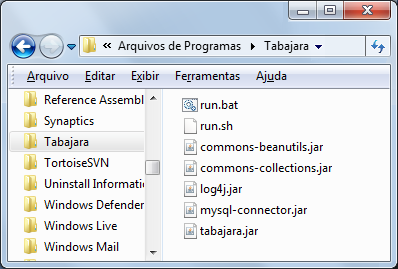 « Arquivos de Programas Tabajara
Arquivo Editar Exibir Ferramentas Ajuda
Reference Assembl
Synaptics
Tabajara
TortoiseSVN
Uninstall Informatio
Windows Defender
Windows Live
Windows Mail
run.bat
run.sh
commons-beanutils.jar
commons-collections.jar
log4j.jar
mysql-connector.jar
tabajara.jar